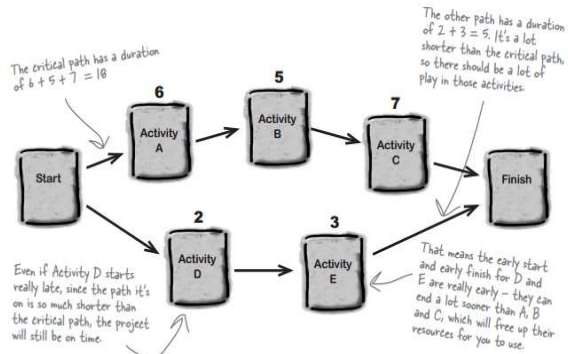 The critical path has a duration
of 6 + 5 + 7 = 18
The other path has a duration
of 2 + 3 = 5. It's a lot
shorter than the critical path,
so there should be a lot of
play in those activities.
6
5
7
Activity
A
Activity
B
Activity
C
Start
Finish
2
3
Activity
D
Activity
E
Even if Activity D starts
really late, since the path it's
on is so much shorter than
the critical path, the project
will still be on time.
That means the early start
and early finish for D and
E are really early – they can
end a lot sooner than A, B
and C, which will free up their
resources for you to use.